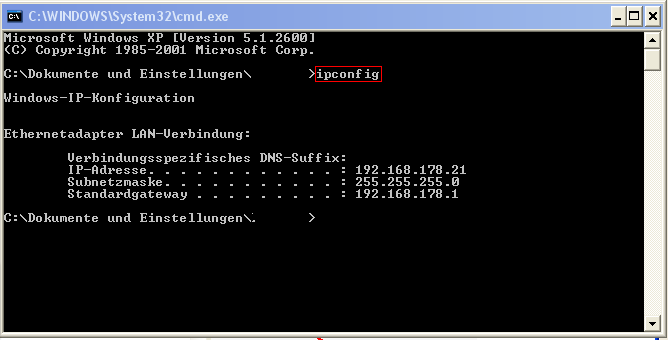 C:\WINDOWS\System32\cmd.exe
Microsoft Windows XP [Version 5.1.2600]
(C) Copyright 1985-2001 Microsoft Corp.
C:\Dokumente und Einstellungen\ >ipconfig
Windows-IP-Konfiguration
Ethernetadapter LAN-Verbindung:
Verbindungsspezifisches DNS-Suffix:
IP-Adresse. . . . . . . . . . . . : 192.168.178.21
Subnetzmaske. . . . . . . . . . . : 255.255.255.0
Standardgateway . . . . . . . . . : 192.168.178.1
C:\Dokumente und Einstellungen\. >